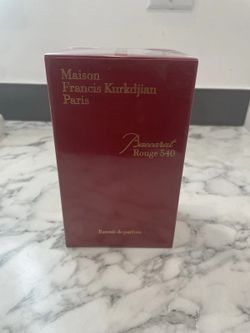 Maison
Francis Kurkdjian
Paris
Baccarat
Rouge 540
Extrait de parfum